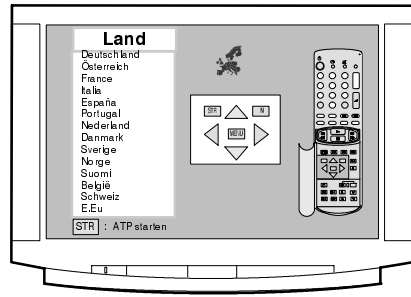 Land
Deutschland
Österreich
France
Italia
España
Portugal
Nederland
Danmark
Sverige
Norge
Suomi
België
Schweiz
E.Eu
STR : ATP starten
STR
N
MENU